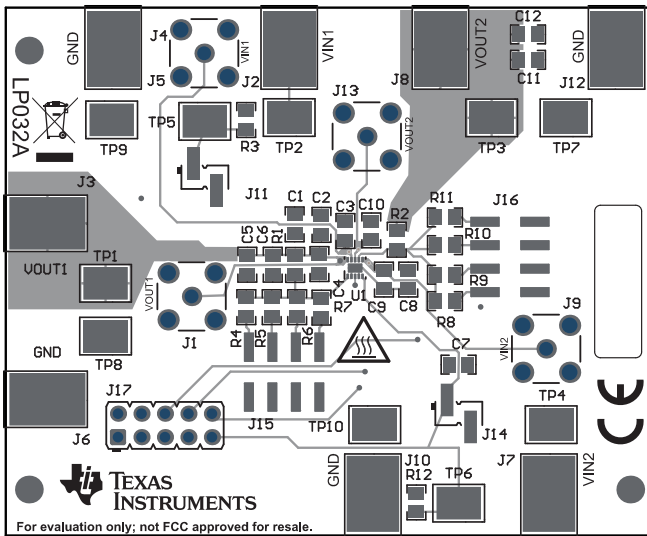 GND
J4
J5
VIN1
J2
VIN1
J8
VOUT2
C12
C11
GND
J12
LP032A
TP9
TP5
R3
TP2
J13
VOUT2
TP3
TP7
J3
VOUT1
TP1
J11
C1
C2
C3
C10
R2
R11
R10
R9
R8
J16
C5
C6
R1
C4
U1
C9
C8
VOUT1
J1
R4
R5
R6
R7
GND
TP8
J6
J17
J15
TP10
C7
J9
VIN2
TP4
J14
GND
J10
R12
TP6
J7
VIN2
TEXAS
INSTRUMENTS
For evaluation only; not FCC approved for resale.